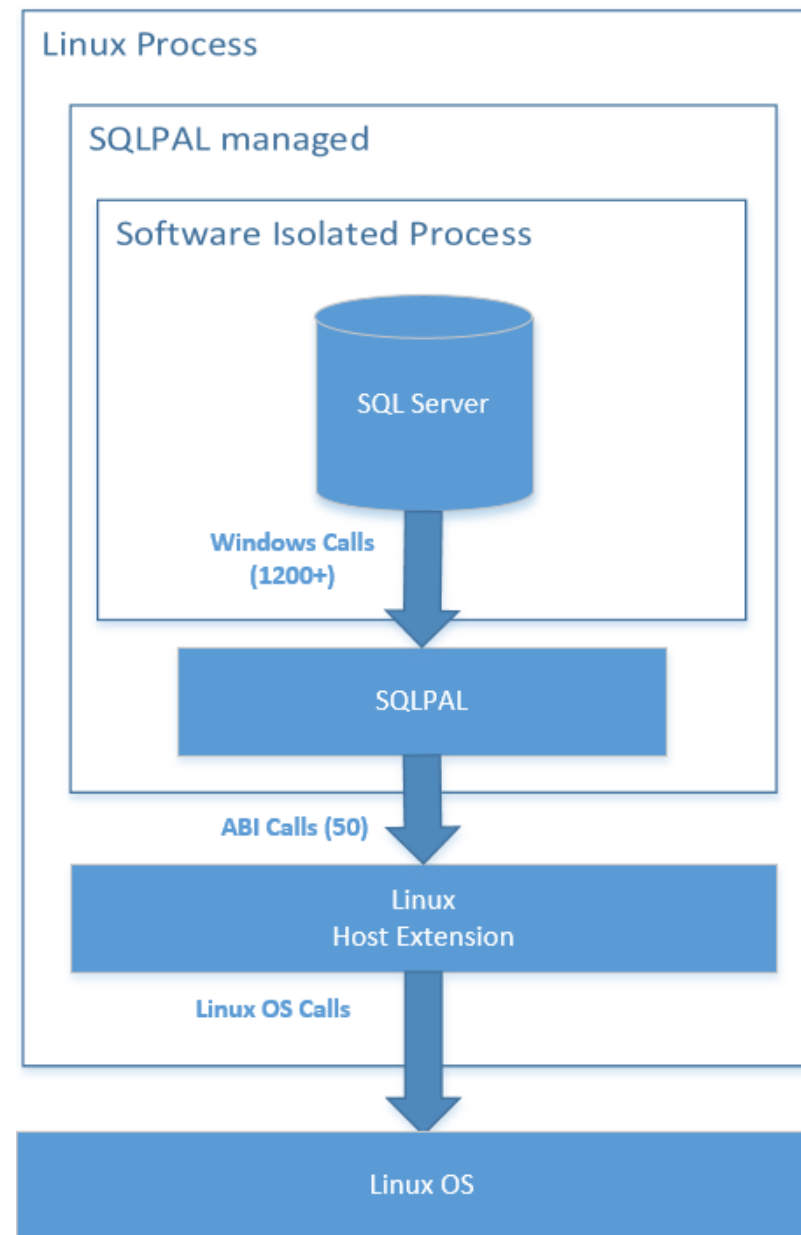 Linux Process
SQLPAL managed
Software Isolated Process
SQL Server
Windows Calls
(1200+)
SQLPAL
ABI Calls (50)
Linux
Host Extension
Linux OS Calls
Linux OS